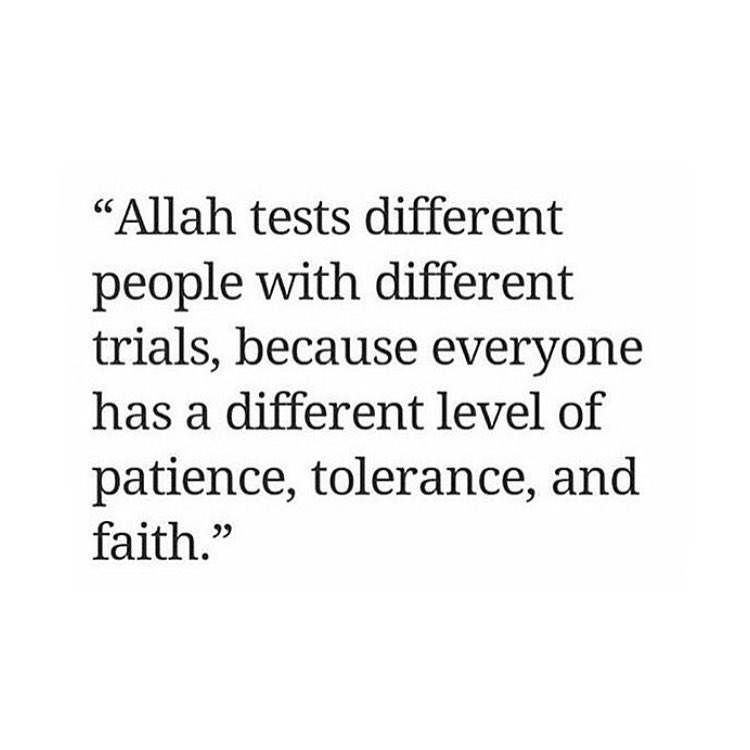 “Allah tests different
people with different
trials, because everyone
has a different level of
patience, tolerance, and
faith.”